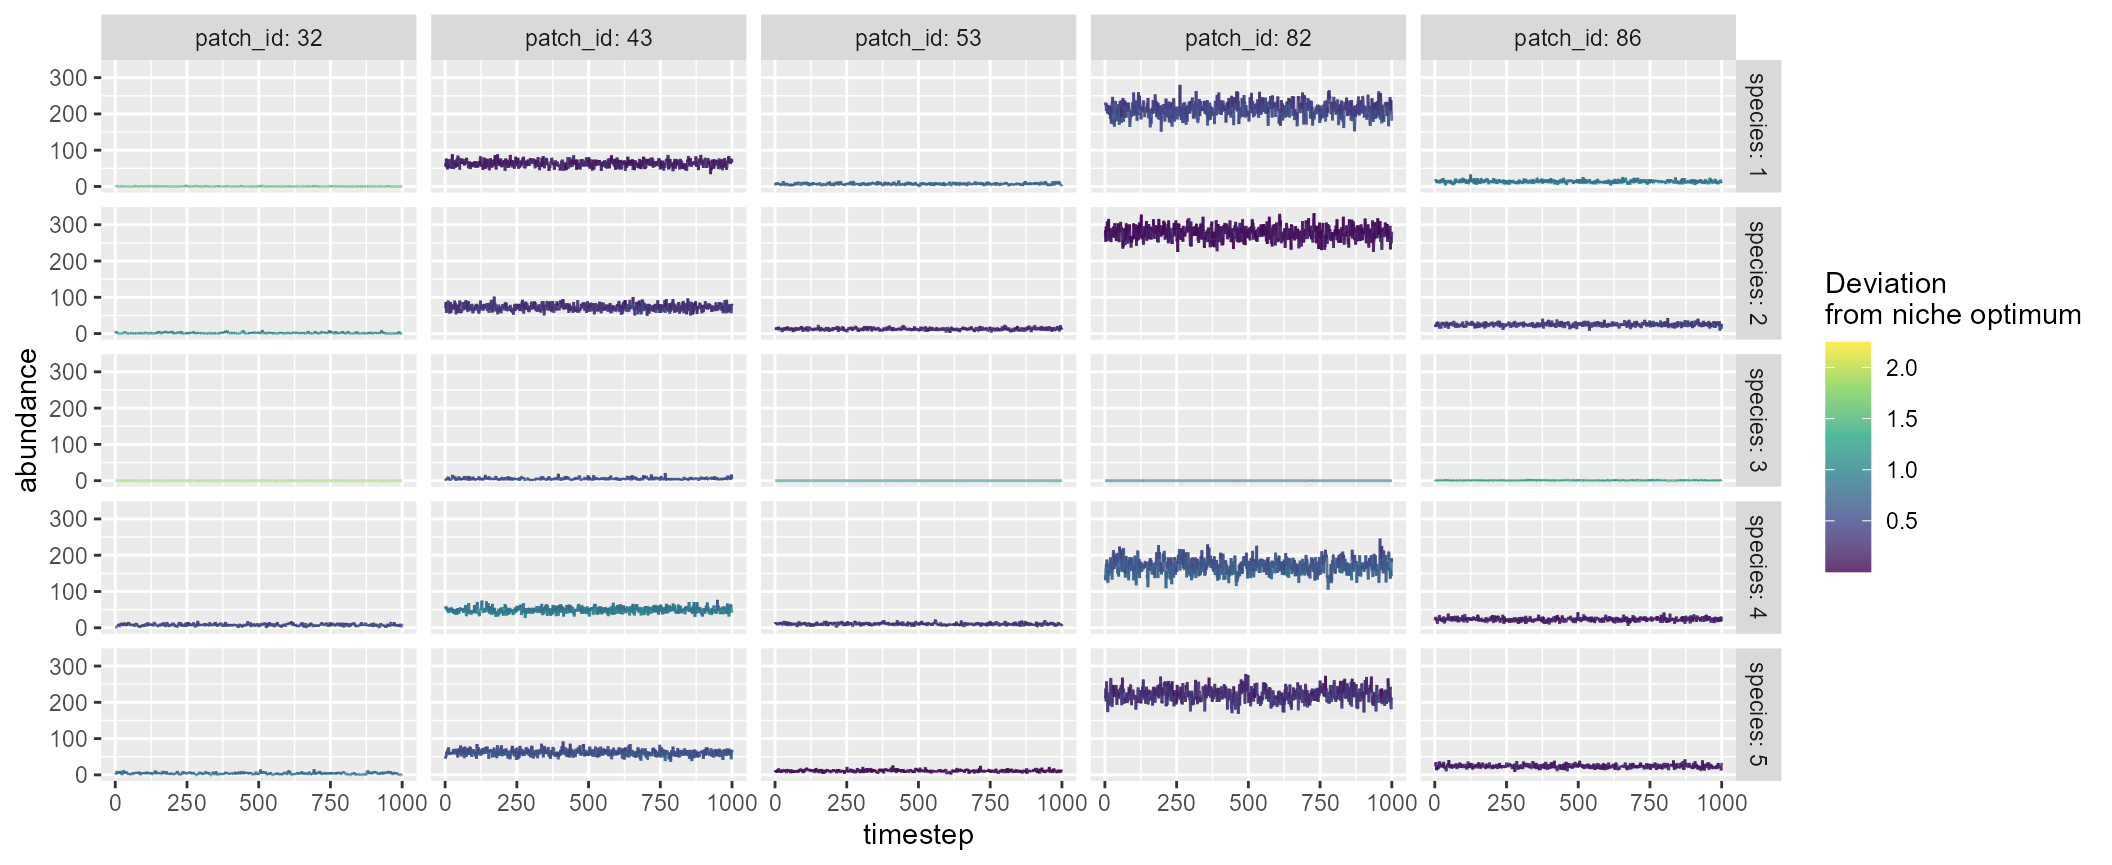 patch_id: 32
patch_id: 43
patch_id: 53
patch_id: 82
patch_id: 86
300
200
100
0
species: 1
300
200
100
0
species: 2
300
200
100
0
species: 3
300
200
100
0
species: 4
300
200
100
0
species: 5
abundance
0 250 500 750 1000
0 250 500 750 1000
0 250 500 750 1000
0 250 500 750 1000
0 250 500 750 1000
timestep
Deviation
from niche optimum
2.0
1.5
1.0
0.5